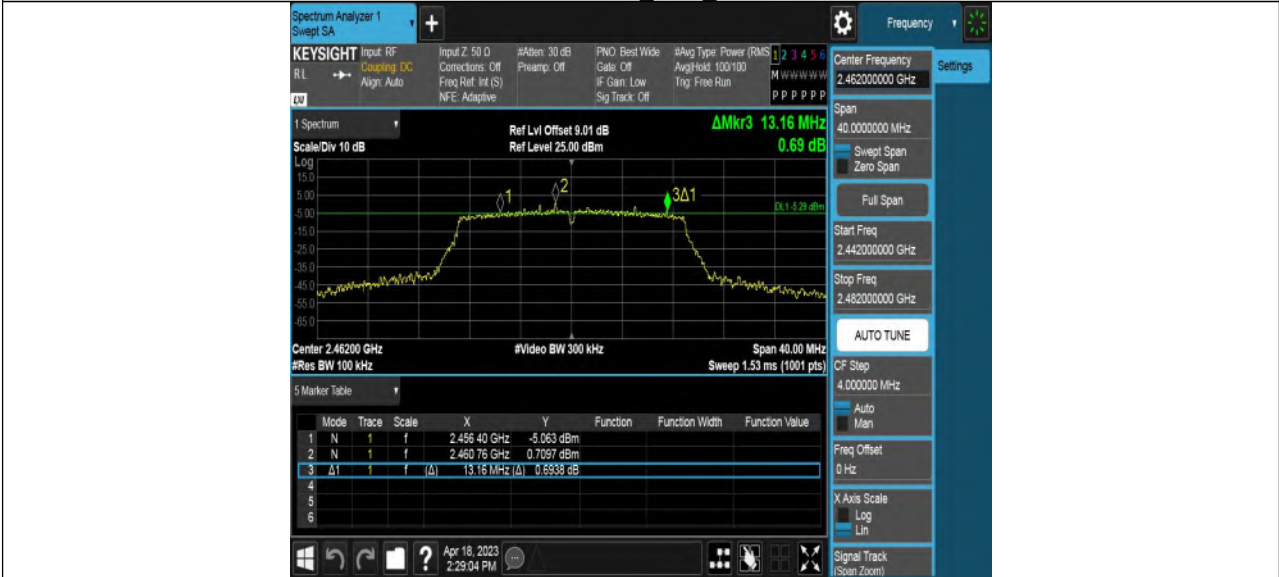 Spectrum Analyzer 1
Swept SA
+
Frequency
KEYSIGHT
R L
Input: RF
Coupling: DC
Align: Auto
Input Z: 50 Ω
Corrections: Off
Freq Ref: Int (S)
NFE: Adaptive
#Atten: 30 dB
Preamp: Off
PNO: Best Wide
Gate: Off
IF Gain: Low
Sig Track: Off
#Avg Type: Power (RMS
Avg|Hold: 100/100
Trig: Free Run
1 2 3 4 5 6
M W W W W W
P P P P P P
1 Spectrum
Scale/Div 10 dB
Ref Lvl Offset 9.01 dB
Ref Level 25.00 dBm
ΔMkr3 13.16 MHz
0.69 dB
Log
15.0
5.00
-5.00
-15.0
-25.0
-35.0
-45.0
-55.0
-65.0
1
2
3Δ1
DL1 -5.29 dBm
Center 2.46200 GHz
#Video BW 300 kHz
Span 40.00 MHz
#Res BW 100 kHz
Sweep 1.53 ms (1001 pts)
5 Marker Table
Mode Trace Scale X Y Function Function Width Function Value
1 N 1 f 2.456 40 GHz -5.063 dBm
2 N 1 f 2.460 76 GHz 0.7097 dBm
3 Δ1 1 f (Δ) 13.16 MHz (Δ) 0.6938 dB
4
5
6
?
Apr 18, 2023
2:29:04 PM
Settings
Center Frequency
2.462000000 GHz
Span
40.0000000 MHz
Swept Span
Zero Span
Full Span
Start Freq
2.442000000 GHz
Stop Freq
2.482000000 GHz
AUTO TUNE
CF Step
4.000000 MHz
Auto
Man
Freq Offset
0 Hz
X Axis Scale
Log
Lin
Signal Track
(Span Zoom)